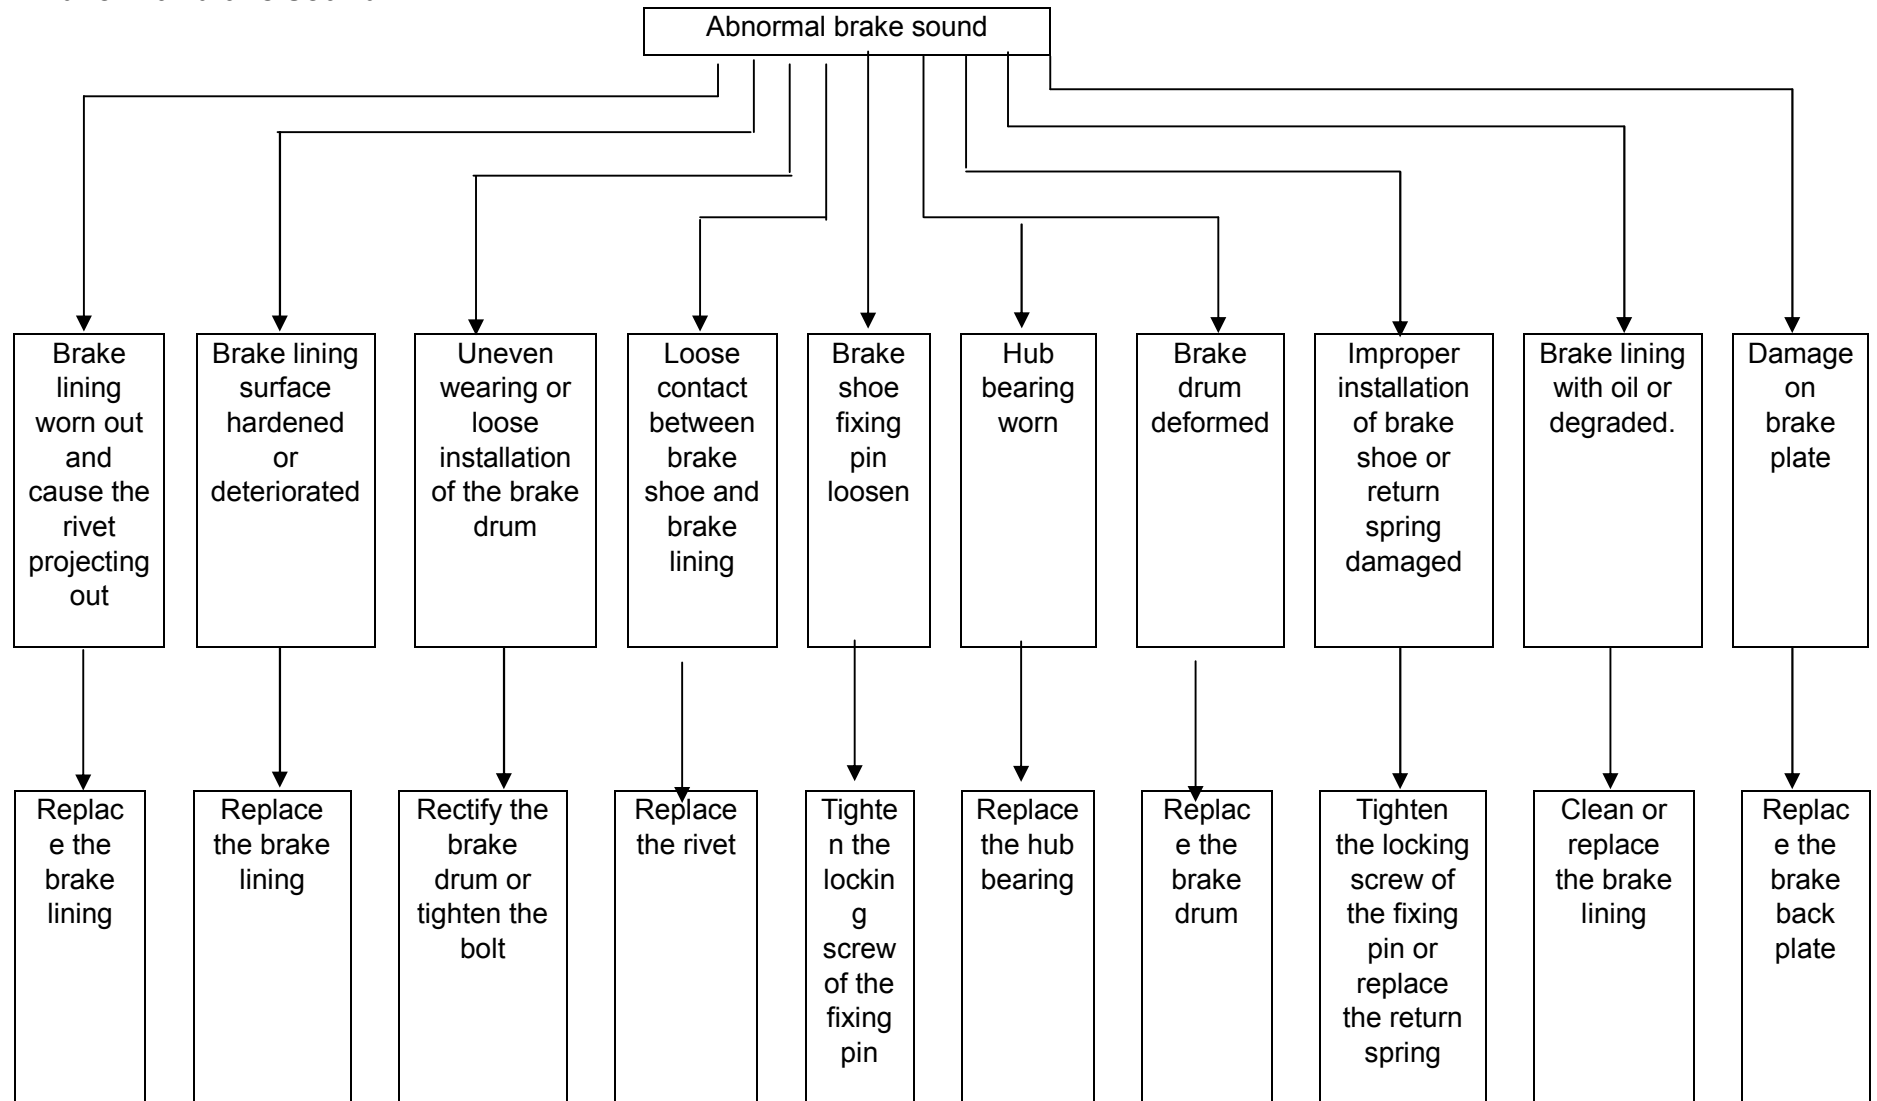 Abnormal brake sound
Brake
lining
worn out
and
cause the
rivet
projecting
out
Brake lining
surface
hardened
or
deteriorated
Uneven
wearing or
loose
installation
of the brake
drum
Loose
contact
between
brake
shoe and
brake
lining
Brake
shoe
fixing
pin
loosen
Hub
bearing
worn
Brake
drum
deformed
Improper
installation
of brake
shoe or
return
spring
damaged
Brake lining
with oil or
degraded.
Damage
on
brake
plate
Replac
e the
brake
lining
Replace
the brake
lining
Rectify the
brake
drum or
tighten the
bolt
Replace
the rivet
Tighte
n the
lockin
g
screw
of the
fixing
pin
Replace
the hub
bearing
Replac
e the
brake
drum
Tighten
the locking
screw of
the fixing
pin or
replace
the return
spring
Clean or
replace
the brake
lining
Replac
e the
brake
back
plate